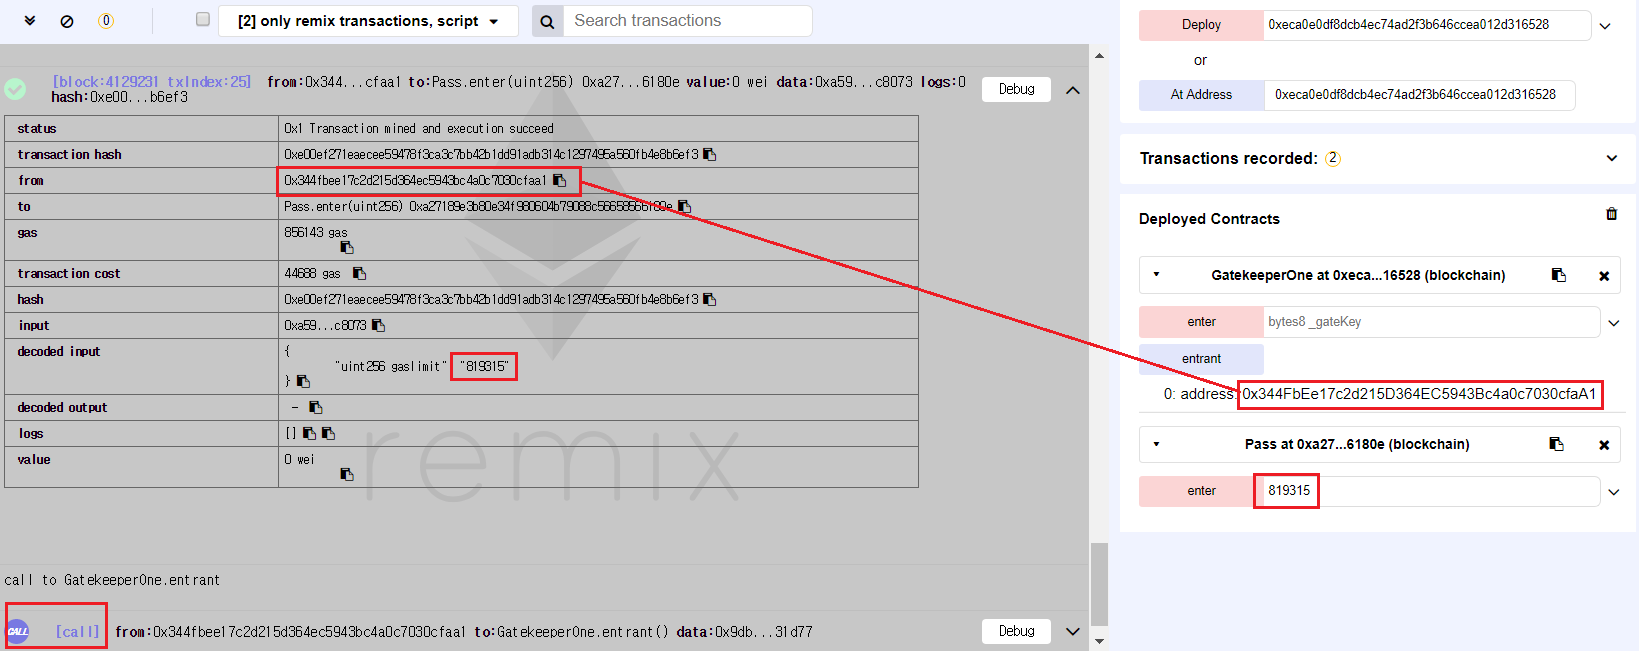 0
[2] only remix transactions, script
Search transactions
[block:4129231 txIndex:25] from:0x344...cfaa1 to:Pass.enter(uint256) 0xa27...6180e value:0 wei data:0xa59...c8073 logs:0
hash:0xe00...b6ef3
Debug
status 0x1 Transaction mined and execution succeed
transaction hash 0xe00ef271eaecee59478f3ca3c7bb42b1dd91adb314c1297495a560fb4e8b6ef3
from 0x344fbee17c2d215d364ec5943bc4a0c7030cfaa1
to Pass.enter(uint256)
gas 856143 gas
transaction cost 44688 gas
hash 0xe00ef271eaecee59478f3ca3c7bb42b1dd91adb314c1297495a560fb4e8b6ef3
input 0xa59...c8073
decoded input {
"uint256 gaslimit" "819315"
}
decoded output -
logs []
value 0 wei
remix
call to GatekeeperOne.entrant
CALL [call] from:0x344fbee17c2d215d364ec5943bc4a0c7030cfaa1 to:GatekeeperOne.entrant() data:0x9db...31d77
Debug
Deploy 0xeca0e0df8dcb4ec74ad2f3b646ccea012d316528
or
At Address 0xeca0e0df8dcb4ec74ad2f3b646ccea012d316528
Transactions recorded: 2
Deployed Contracts
GatekeeperOne at 0xeca...16528 (blockchain)
enter bytes8 _gateKey
entrant
0: address: 0x344FbEe17c2d215D364EC5943Bc4a0c7030cfaA1
Pass at 0xa27...6180e (blockchain)
enter 819315